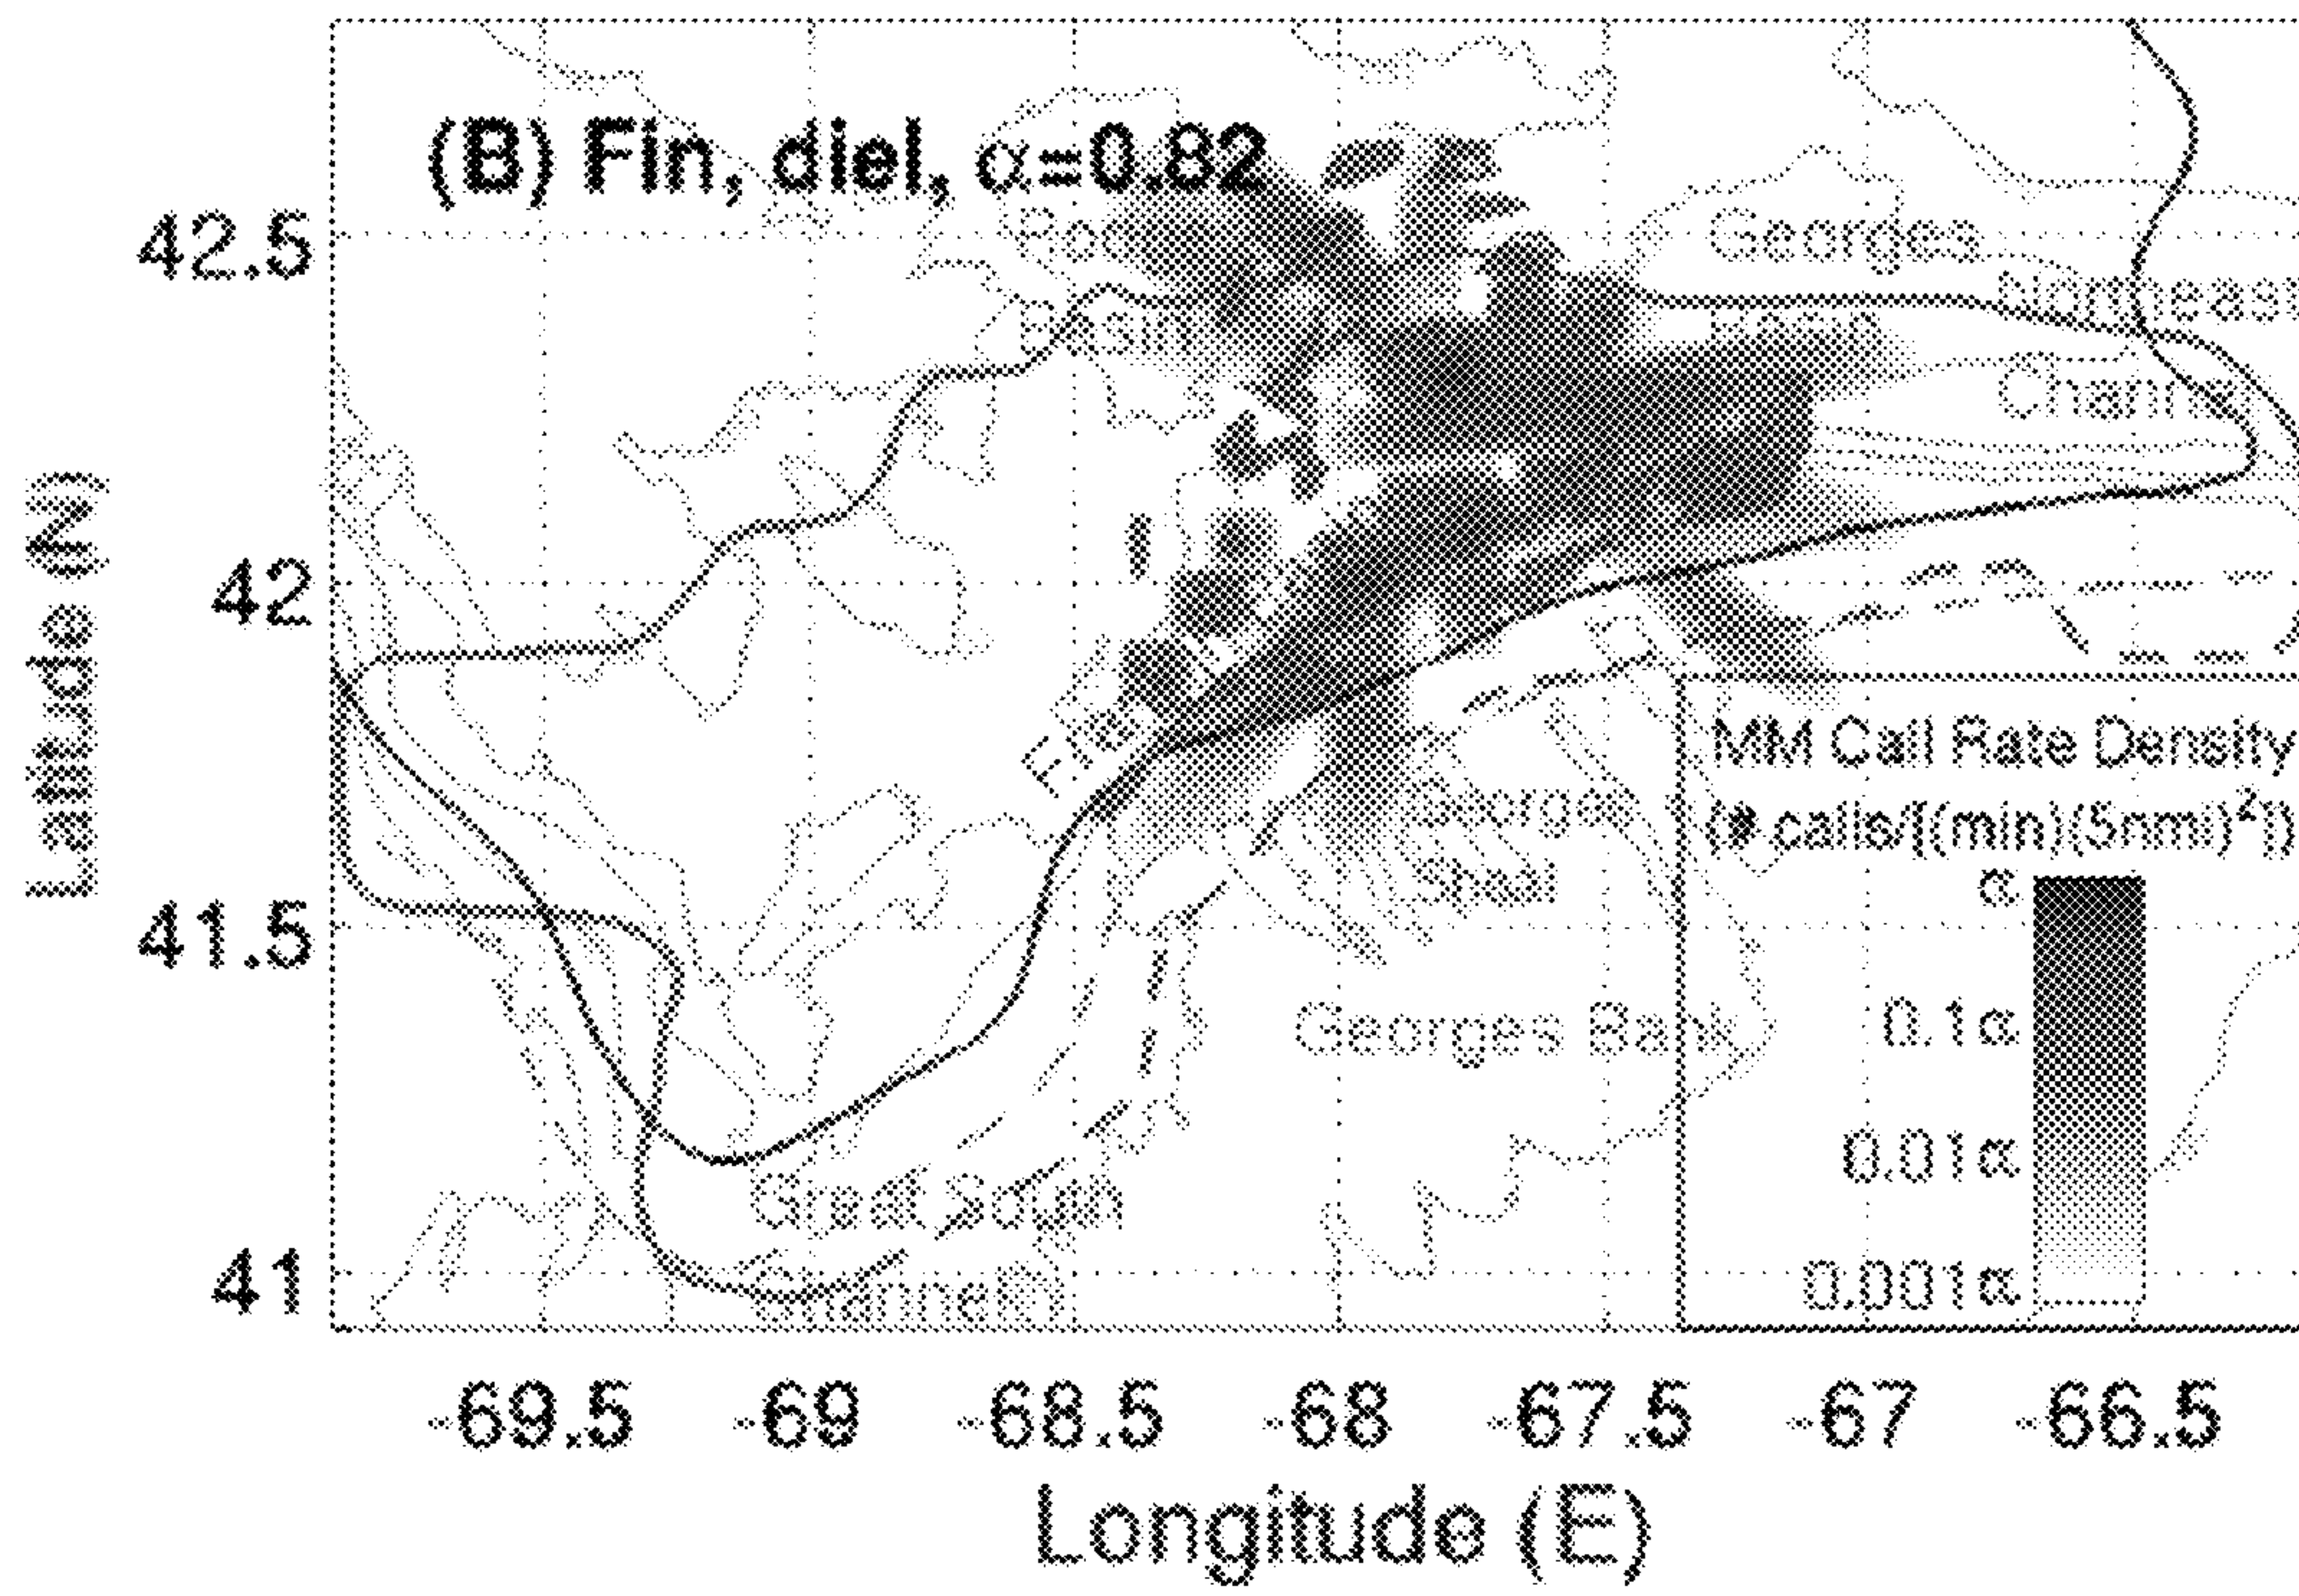 (B) Fin, diel, α=0.82
42.5
42
41.5
41
Latitude (N)
Georges
Basin
Northeast
Channel
Georges
Shoal
Georges Bank
Great South
Channel
MM Call Rate Density
(# calls/[(min)(5nmi)²])
α
0.1α
0.01α
0.001α
-69.5 -69 -68.5 -68 -67.5 -67 -66.5
Longitude (E)